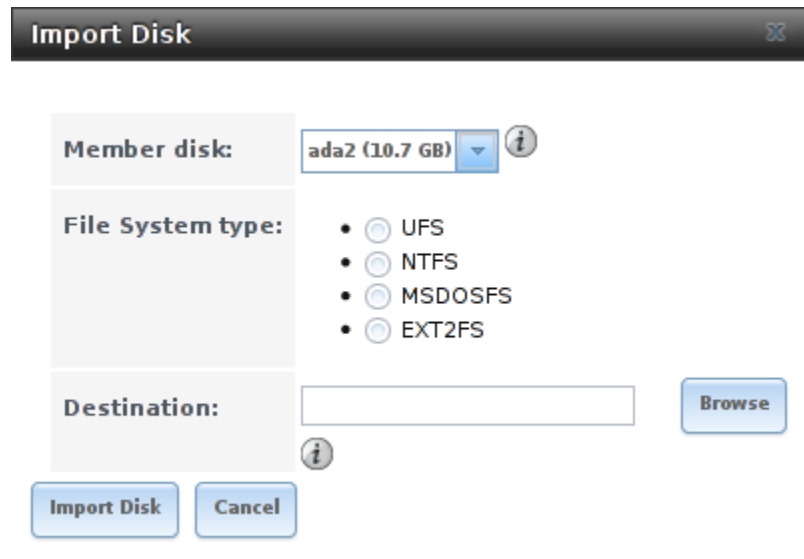 Import Disk
Member disk: ada2 (10.7 GB) i
File System type:
• UFS
• NTFS
• MSDOSFS
• EXT2FS
Destination: Browse
i
Import Disk Cancel